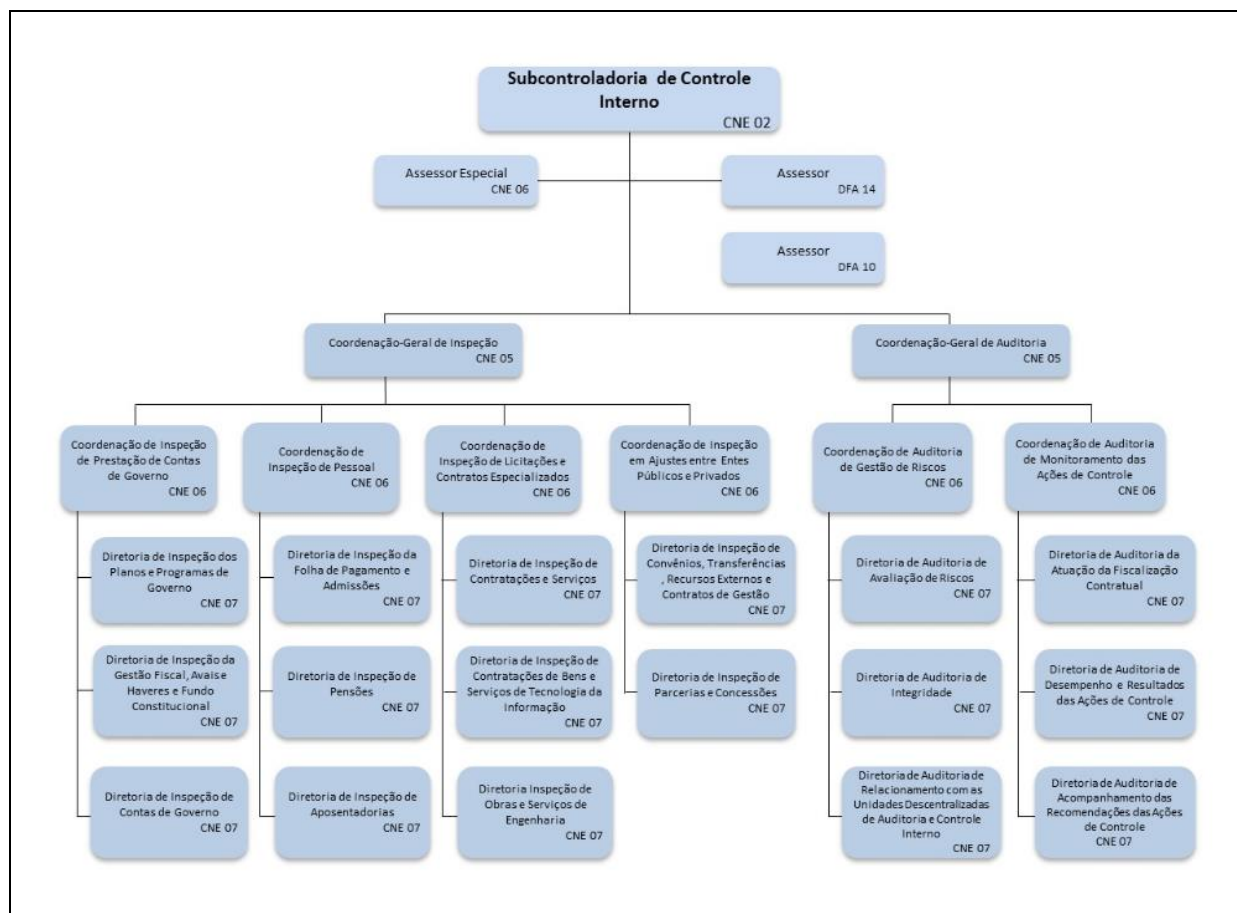 Subcontroladoria de Controle
Interno
CNE 02
Assessor Especial
CNE 06
Assessor
DFA 14
Assessor
DFA 10
Coordenação-Geral de Inspeção
CNE 05
Coordenação-Geral de Auditoria
CNE 05
Coordenação de Inspeção
de Prestação de Contas
de Governo
CNE 06
Coordenação de
Inspeção de Pessoal
CNE 06
Coordenação de
Inspeção de Licitações e
Contratos Especializados
CNE 06
Coordenação de Inspeção
em Ajustes entre Entes
Públicos e Privados
CNE 06
Coordenação de Auditoria
de Gestão de Riscos
CNE 06
Coordenação de Auditoria
de Monitoramento das
Ações de Controle
CNE 06
Diretoria de Inspeção dos
Planos e Programas de
Governo
CNE 07
Diretoria de Inspeção da
Folha de Pagamento e
Admissões
CNE 07
Diretoria de Inspeção de
Contratações e Serviços
CNE 07
Diretoria de Inspeção de
Convênios, Transferências
, Recursos Externos e
Contratos de Gestão
CNE 07
Diretoria de Auditoria de
Avaliação de Riscos
CNE 07
Diretoria de Auditoria da
Atuação da Fiscalização
Contratual
CNE 07
Diretoria de Inspeção da
Gestão Fiscal, Avais e
Haveres e Fundo
Constitucional
CNE 07
Diretoria de Inspeção de
Pensões
CNE 07
Diretoria de Inspeção de
Contratações de Bens e
Serviços de Tecnologia da
Informação
CNE 07
Diretoria de Inspeção de
Parcerias e Concessões
CNE 07
Diretoria de Auditoria de
Integridade
CNE 07
Diretoria de Auditoria de
Desempenho e Resultados
das Ações de Controle
CNE 07
Diretoria de Inspeção de
Contas de Governo
CNE 07
Diretoria de Inspeção de
Aposentadorias
CNE 07
Diretoria Inspeção de
Obras e Serviços de
Engenharia
CNE 07
Diretoria de Auditoria de
Relacionamento com as
Unidades Descentralizadas
de Auditoria e Controle
Interno
CNE 07
Diretoria de Auditoria de
Acompanhamento das
Recomendações das Ações
de Controle
CNE 07